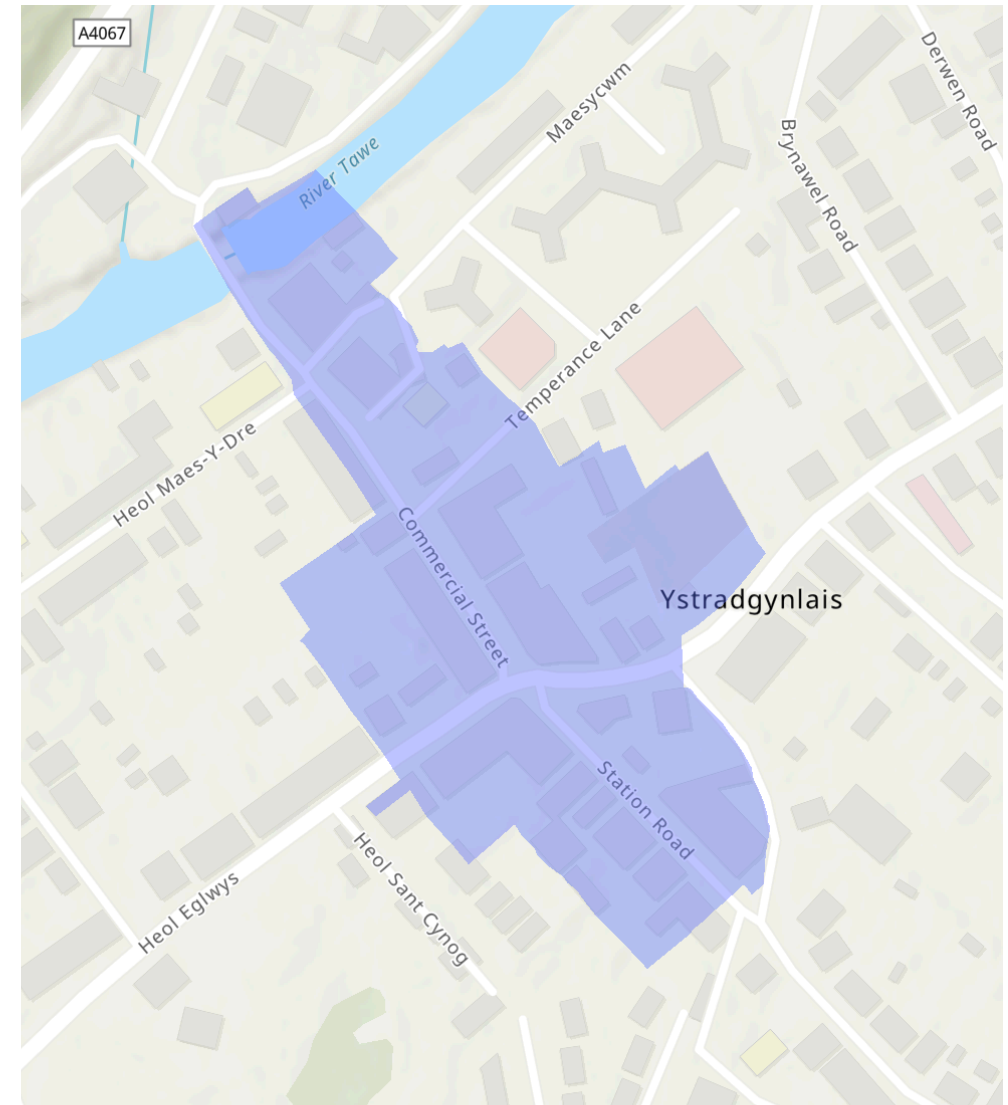 A4067
Derwen Road
Maesycwm
Brynawel Road
River Tawe
Temperance Lane
Heol Maes-Y-Dre
Commercial Street
Ystradgynlais
Station Road
Heol Sant Cynog
Heol Eglwys